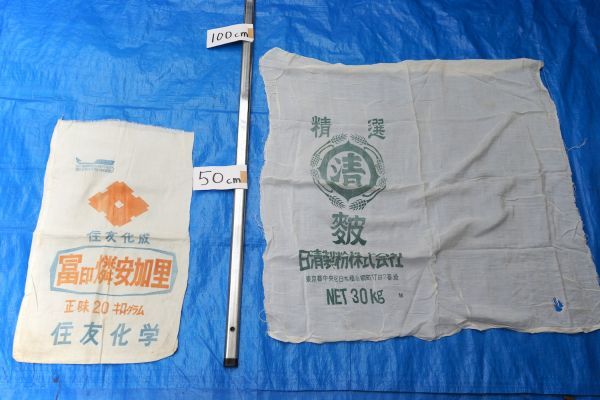 100cm
50cm
住友化成
富印燐安加里
正味20キログラム
住友化学
精選
清
麬
日清製粉株式会社
NET 30kg